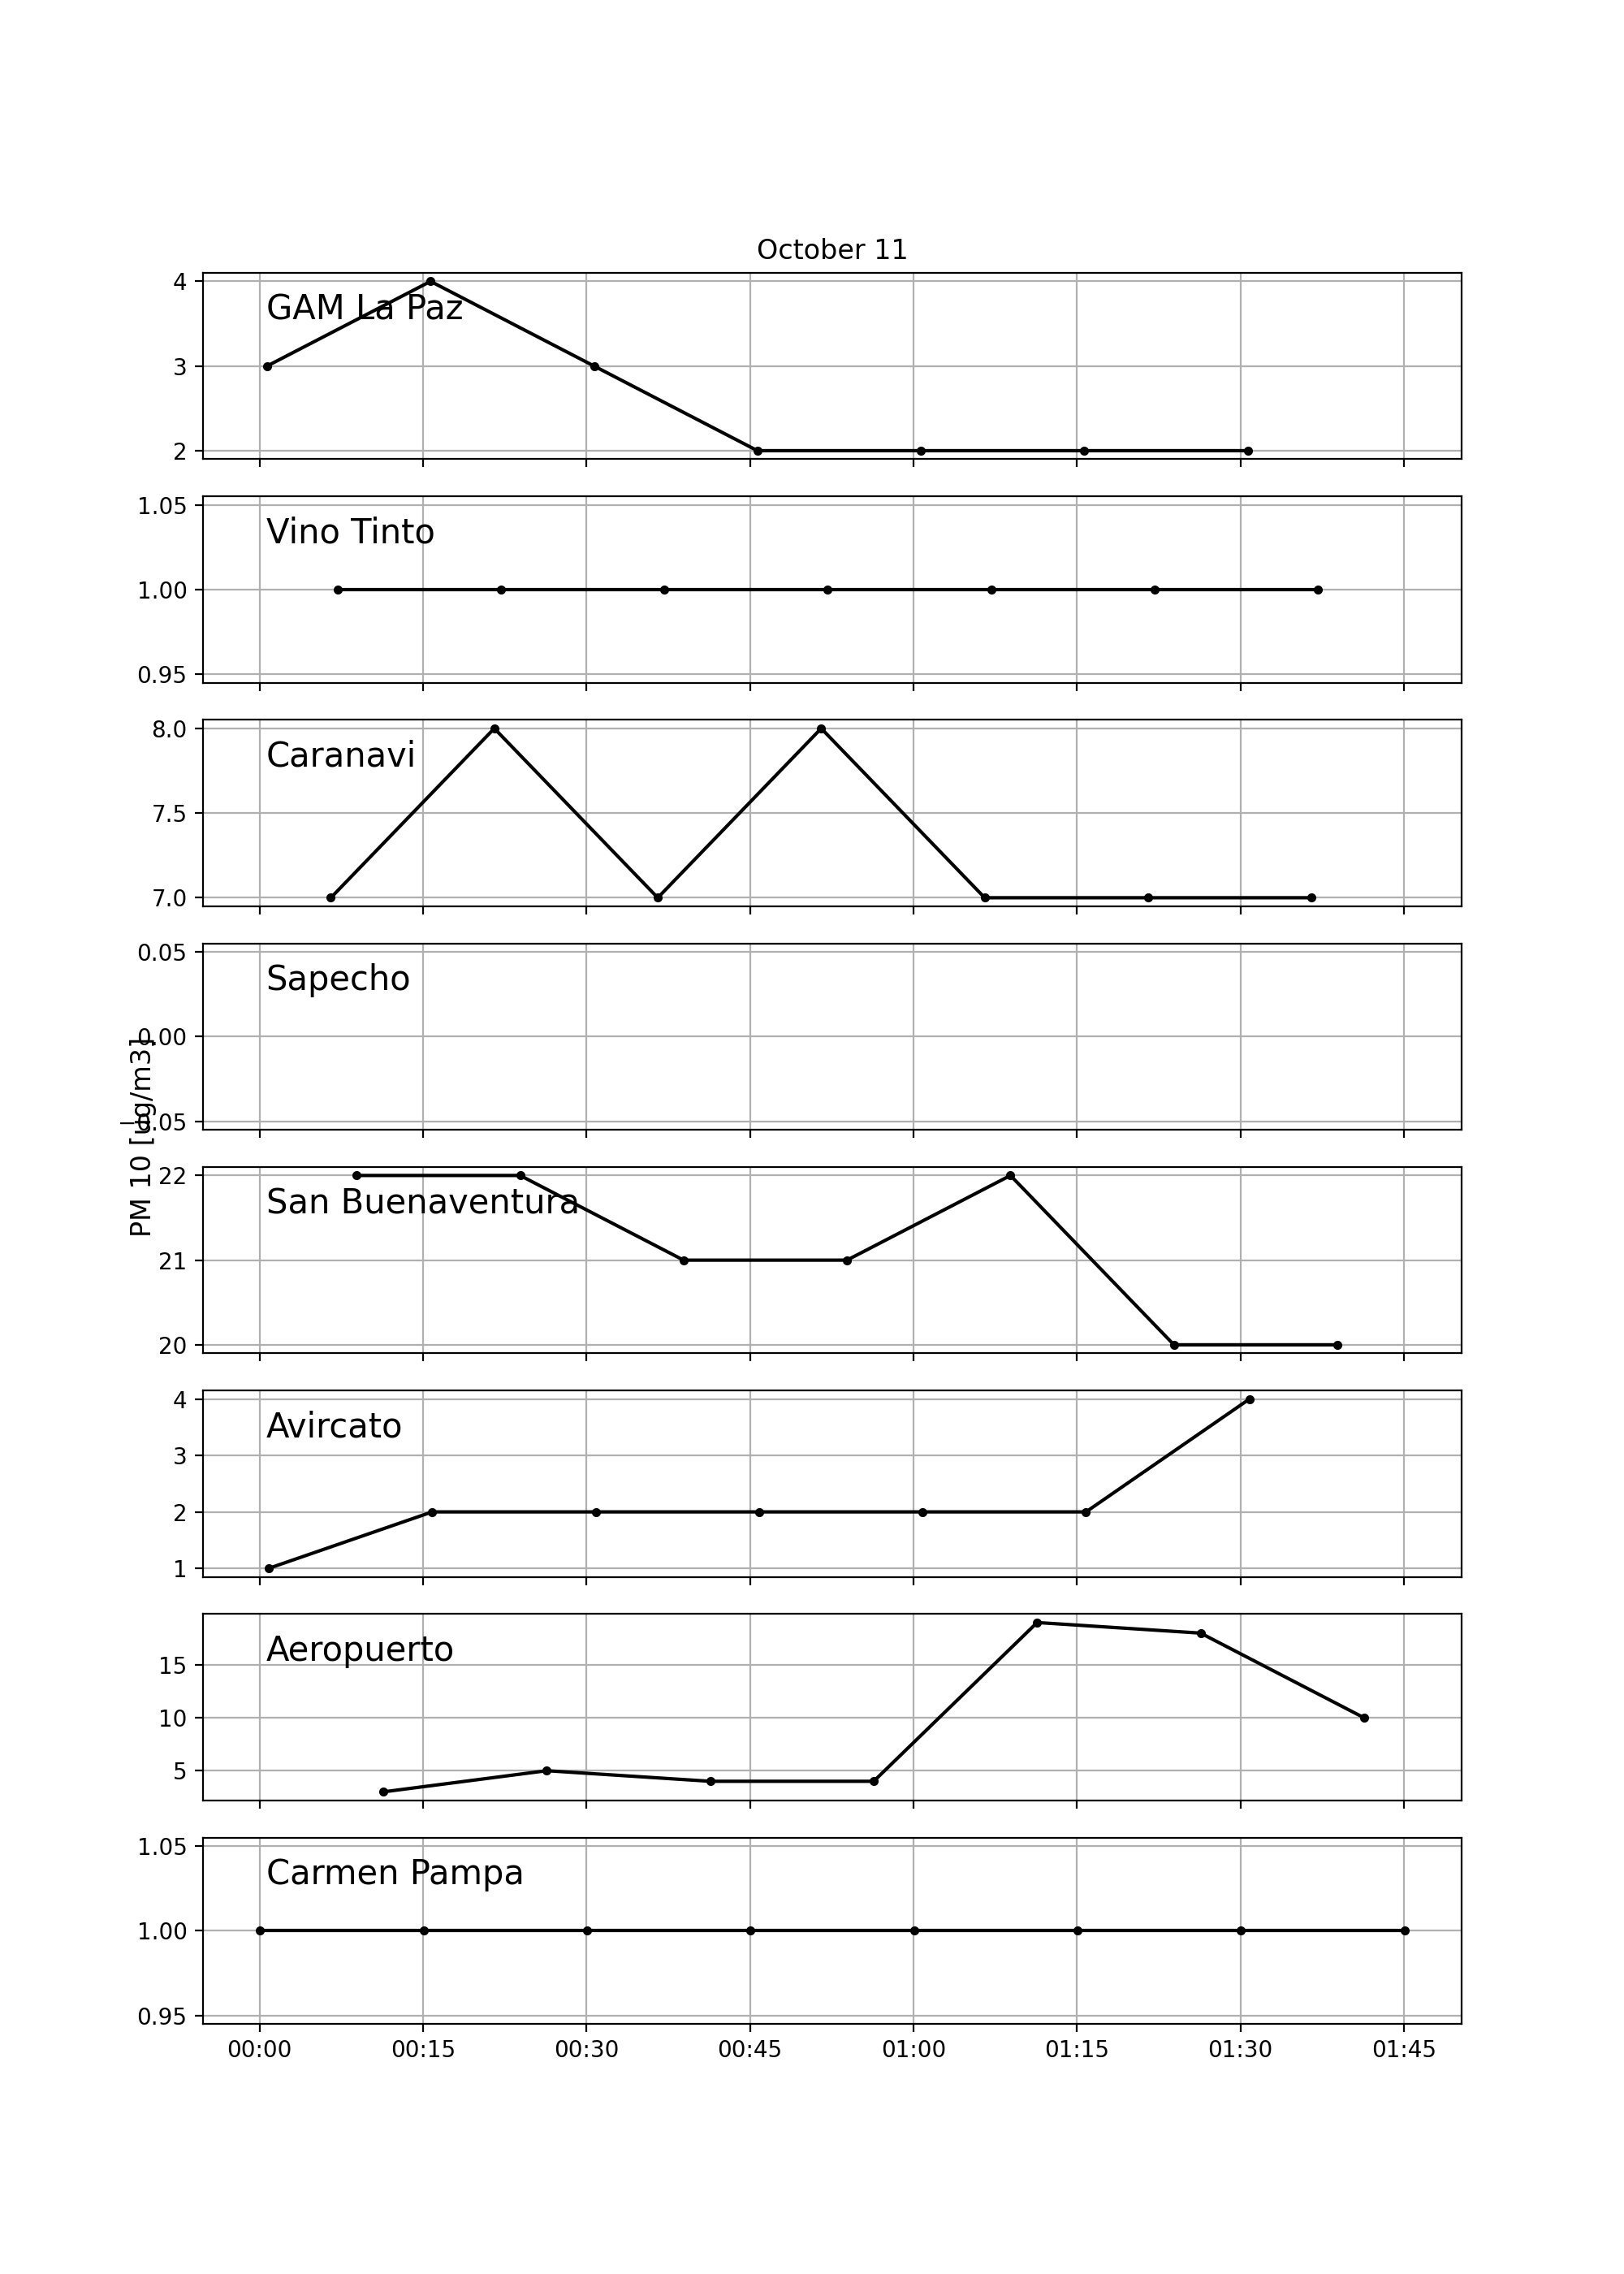 October 11
4
GAM La Paz
3
2
1.05
Vino Tinto
1.00
0.95
8.0
Caranavi
7.5
7.0
0.05
Sapecho
0.00
−0.05
PM 10 [ug/m3]
22
San Buenaventura
21
20
4
Avircato
3
2
1
Aeropuerto
15
10
5
1.05
Carmen Pampa
1.00
0.95
00:00 00:15 00:30 00:45 01:00 01:15 01:30 01:45